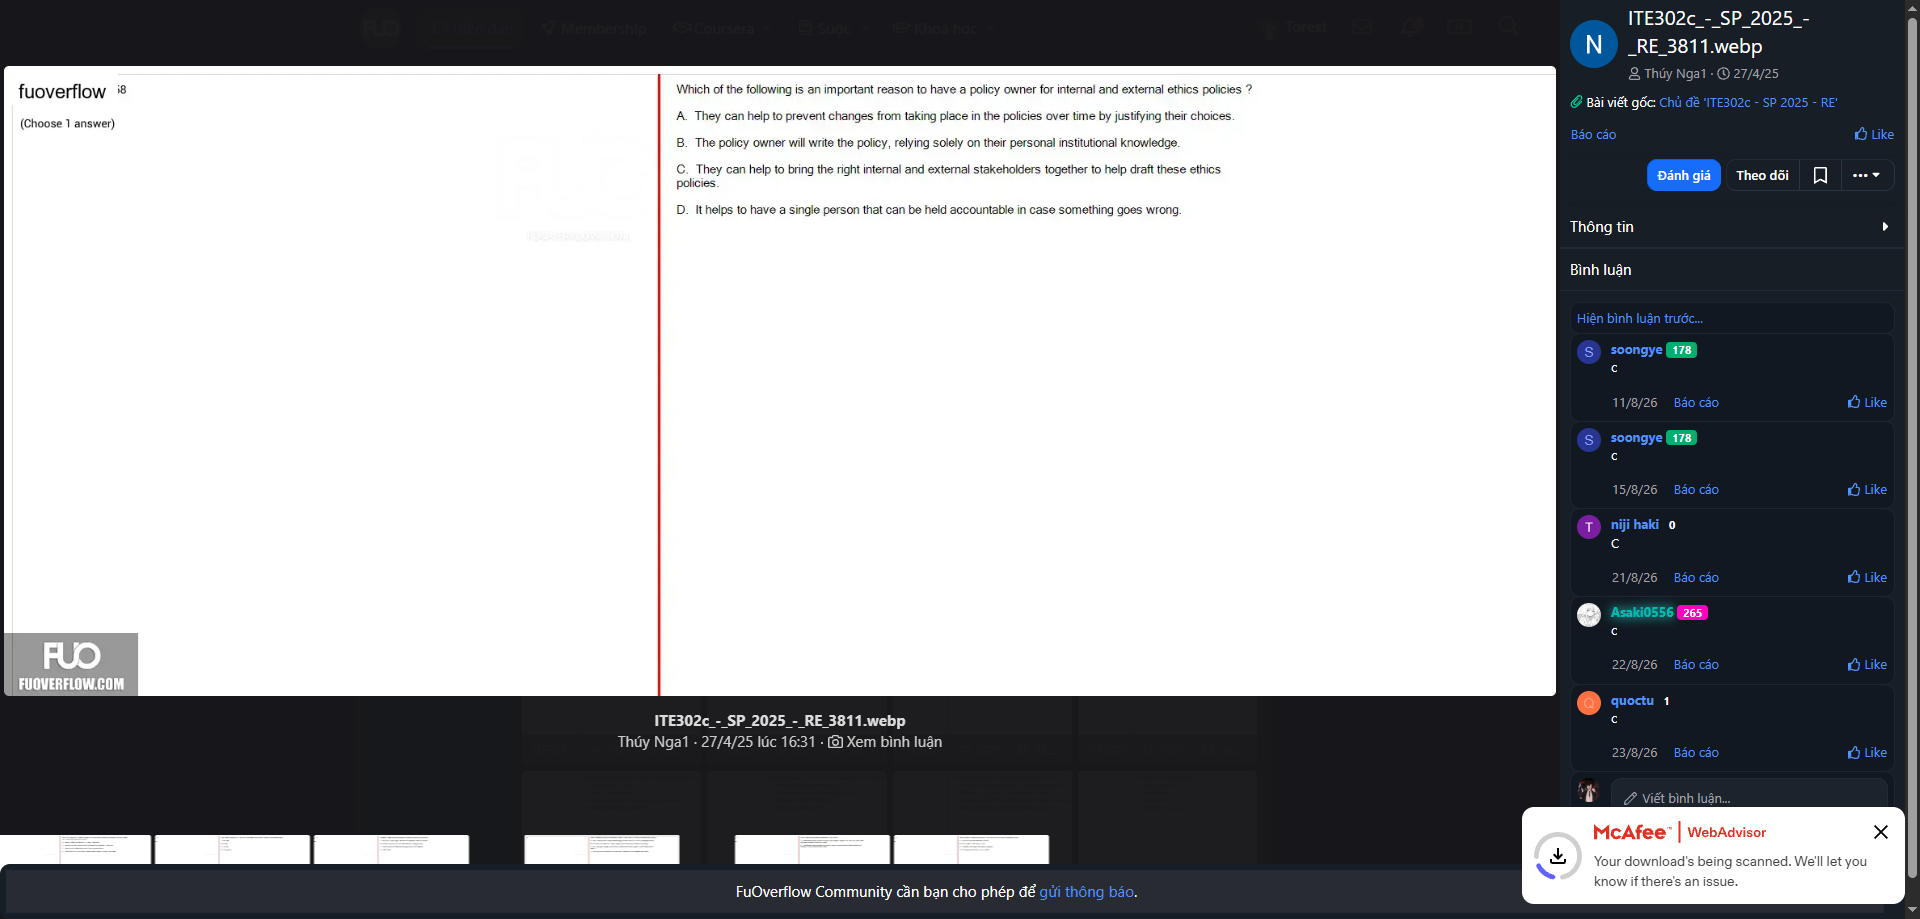 Membership
Coursera
Khoá học
Torest
fuoverflow
58
(Choose 1 answer)
Which of the following is an important reason to have a policy owner for internal and external ethics policies ?
A. They can help to prevent changes from taking place in the policies over time by justifying their choices.
B. The policy owner will write the policy, relying solely on their personal institutional knowledge.
C. They can help to bring the right internal and external stakeholders together to help draft these ethics
policies.
D. It helps to have a single person that can be held accountable in case something goes wrong.
FUO
FUOVERFLOW.COM
ITE302c_-_SP_2025_-_RE_3811.webp
Thúy Nga1 · 27/4/25 lúc 16:31 · Xem bình luận
FuOverflow Community cần bạn cho phép để gửi thông báo.
N
ITE302c_-_SP_2025_-
_RE_3811.webp
Thúy Nga1 · 27/4/25
Bài viết gốc: Chủ đề 'ITE302c - SP 2025 - RE'
Báo cáo
Like
Đánh giá
Theo dõi
Thông tin
Bình luận
Hiện bình luận trước...
S
soongye 178
c
11/8/26 Báo cáo Like
S
soongye 178
c
15/8/26 Báo cáo Like
T
niji haki 0
C
21/8/26 Báo cáo Like
Asaki0556 265
c
22/8/26 Báo cáo Like
Q
quoctu 1
c
23/8/26 Báo cáo Like
Viết bình luận...
McAfee™ | WebAdvisor
Your download's being scanned. We'll let you
know if there's an issue.